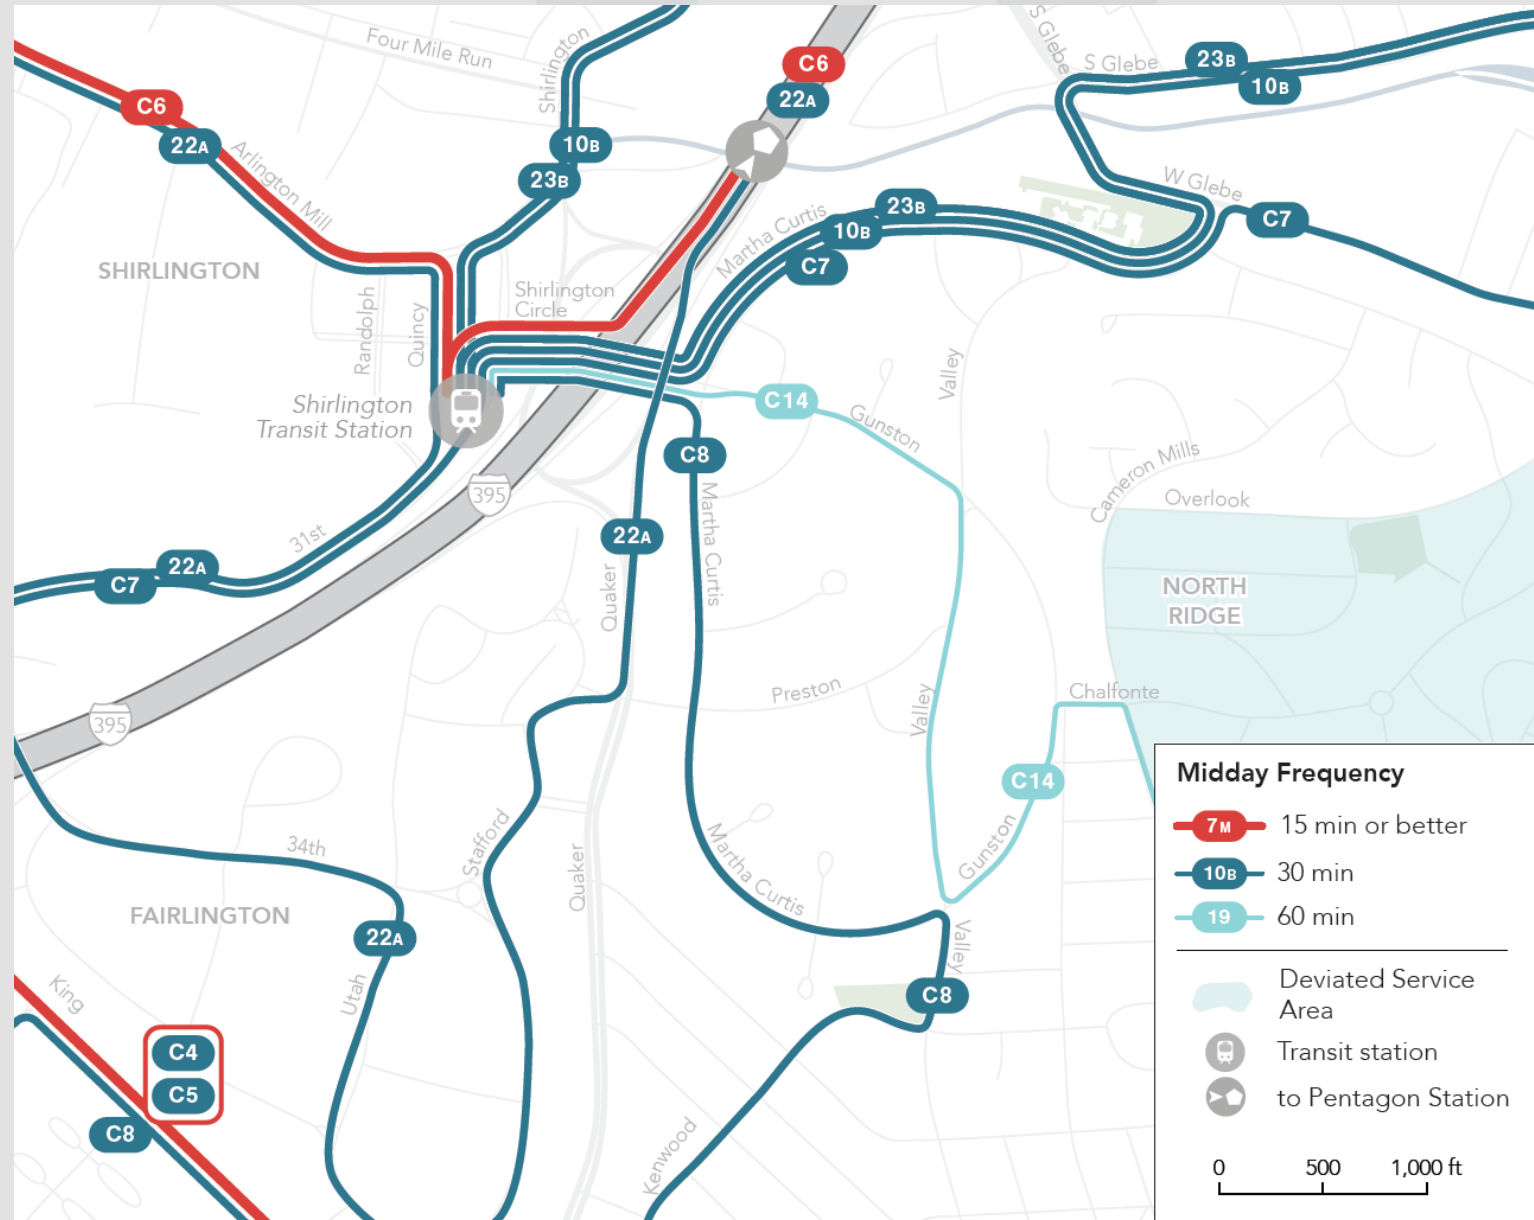 Four Mile Run
Shirlington
S Glebe
S Glebe
23B
10B
C6
22A
C6
22A
Arlington Mill
10B
23B
W Glebe
C7
Martha Curtis
23B
10B
C7
SHIRLINGTON
Shirlington
Circle
Randolph
Quincy
Valley
Shirlington
Transit Station
C14
Gunston
C8
Cameron Mills
Overlook
395
Martha Curtis
22A
31st
22A
C7
Quaker
NORTH
RIDGE
Preston
Valley
Chalfonte
395
C14
Gunston
34th
Stafford
Quaker
Martha Curtis
FAIRLINGTON
22A
Utah
Valley
C8
King
C4
C5
C8
Kenwood
Midday Frequency
7M 15 min or better
10B 30 min
19 60 min
Deviated Service
Area
Transit station
to Pentagon Station
0 500 1,000 ft